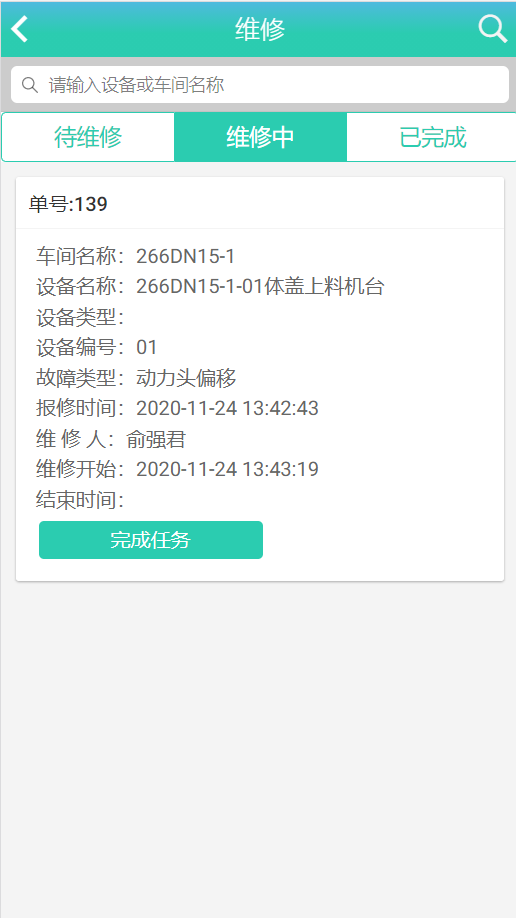 维修
请输入设备或车间名称
待维修
维修中
已完成
单号:139
车间名称：266DN15-1
设备名称：266DN15-1-01体盖上料机台
设备类型：
设备编号：01
故障类型：动力头偏移
报修时间：2020-11-24 13:42:43
维 修 人：俞强君
维修开始：2020-11-24 13:43:19
结束时间：
完成任务